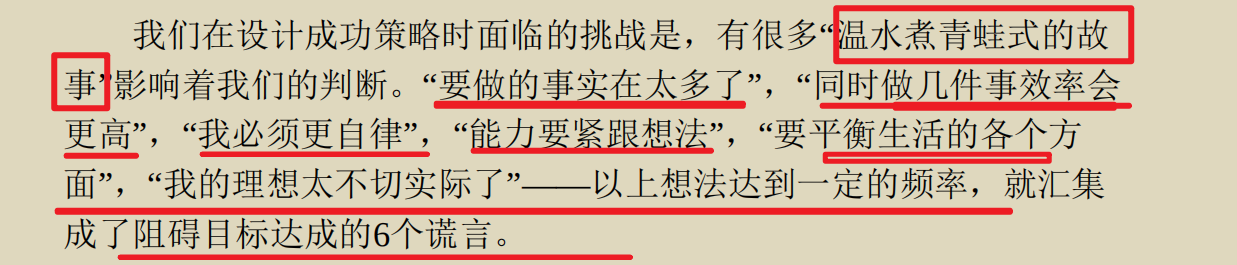 我们在设计成功策略时面临的挑战是，有很多“温水煮青蛙式的故
事”影响着我们的判断。“要做的事实在太多了”，“同时做几件事效率会
更高”，“我必须更自律”，“能力要紧跟想法”，“要平衡生活的各个方
面”，“我的理想太不切实际了”——以上想法达到一定的频率，就汇集
成了阻碍目标达成的6个谎言。